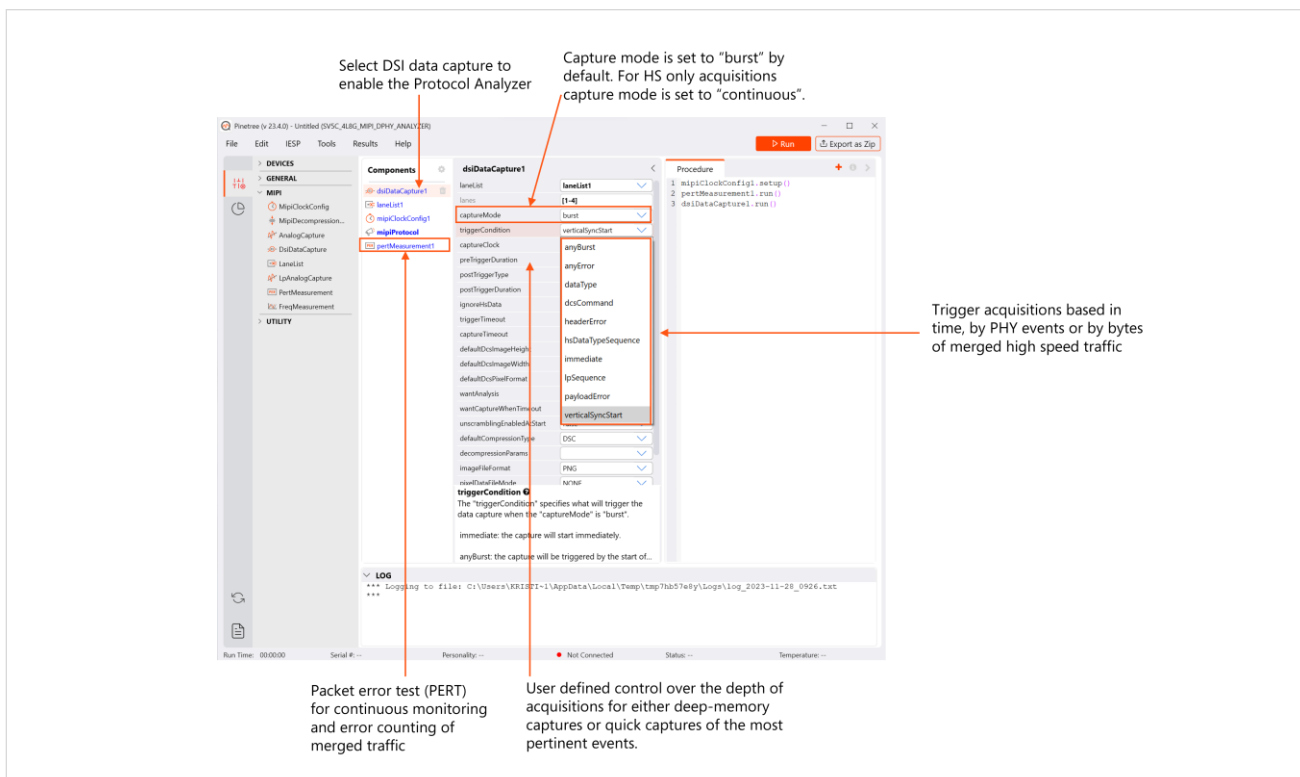 Select DSI data capture to
enable the Protocol Analyzer
Capture mode is set to “burst” by
default. For HS only acquisitions
capture mode is set to “continuous”.
Pinetree (v 23.4.0) - Untitled (SV5C_4L8G_MIPI_DPHY_ANALYZER)
File Edit IESP Tools Results Help
Run
Export as Zip
DEVICES
GENERAL
MIPI
MipiClockConfig
MipiDecompression...
AnalogCapture
DsiDataCapture
LaneList
LpAnalogCapture
PertMeasurement
FreqMeasurement
UTILITY
Components
dsiDataCapture1
laneList1
mipiClockConfig1
mipiProtocol
pertMeasurement1
dsiDataCapture1
laneList laneList1
lanes [1-4]
captureMode burst
triggerCondition verticalSyncStart
captureClock
preTriggerDuration
postTriggerType
postTriggerDuration
ignoreHsData
triggerTimeout
captureTimeout
defaultDcsImageHeight
defaultDcsImageWidth
defaultDcsPixelFormat
wantAnalysis
wantCaptureWhenTimeout
unscramblingEnabledAtStart
defaultCompressionType DSC
decompressionParams
imageFileFormat PNG
pixelDataFileMode NONE
anyBurst
anyError
dataType
dcsCommand
headerError
hsDataTypeSequence
immediate
lpSequence
payloadError
verticalSyncStart
triggerCondition
The "triggerCondition" specifies what will trigger the
data capture when the "captureMode" is "burst".
immediate: the capture will start immediately.
anyBurst: the capture will be triggered by the start of...
Procedure
1 mipiClockConfig1.setup()
2 pertMeasurement1.run()
3 dsiDataCapture1.run()
Trigger acquisitions based in
time, by PHY events or by bytes
of merged high speed traffic
LOG
*** Logging to file: C:\Users\KRISTI~1\AppData\Local\Temp\tmp7hb57e8y\Logs\log_2023-11-28_0926.txt
***
Run Time: 00:00:00 Serial #: -- Personality: -- Not Connected Status: -- Temperature: --
Packet error test (PERT)
for continuous monitoring
and error counting of
merged traffic
User defined control over the depth of
acquisitions for either deep-memory
captures or quick captures of the most
pertinent events.